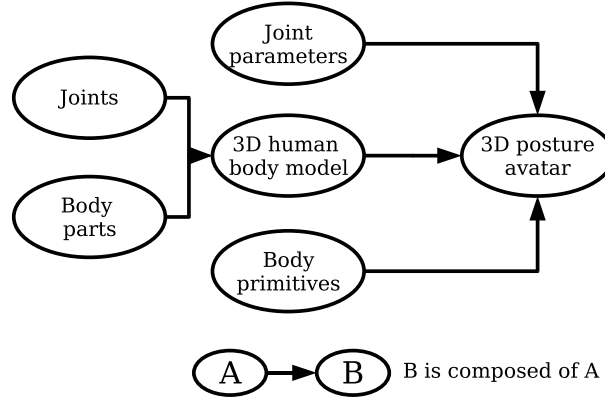 Joint
parameters
Joints
3D human
body model
3D posture
avatar
Body
parts
Body
primitives
A
B
B is composed of A